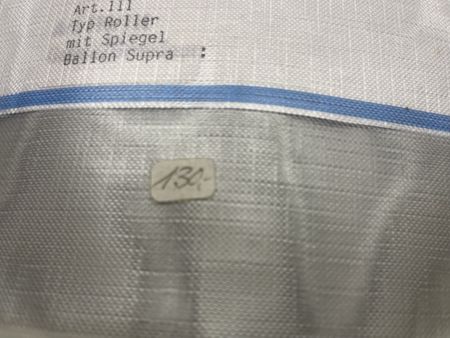 Art.111
Typ Roller
mit Spiegel
Ballon Supra :
130,-